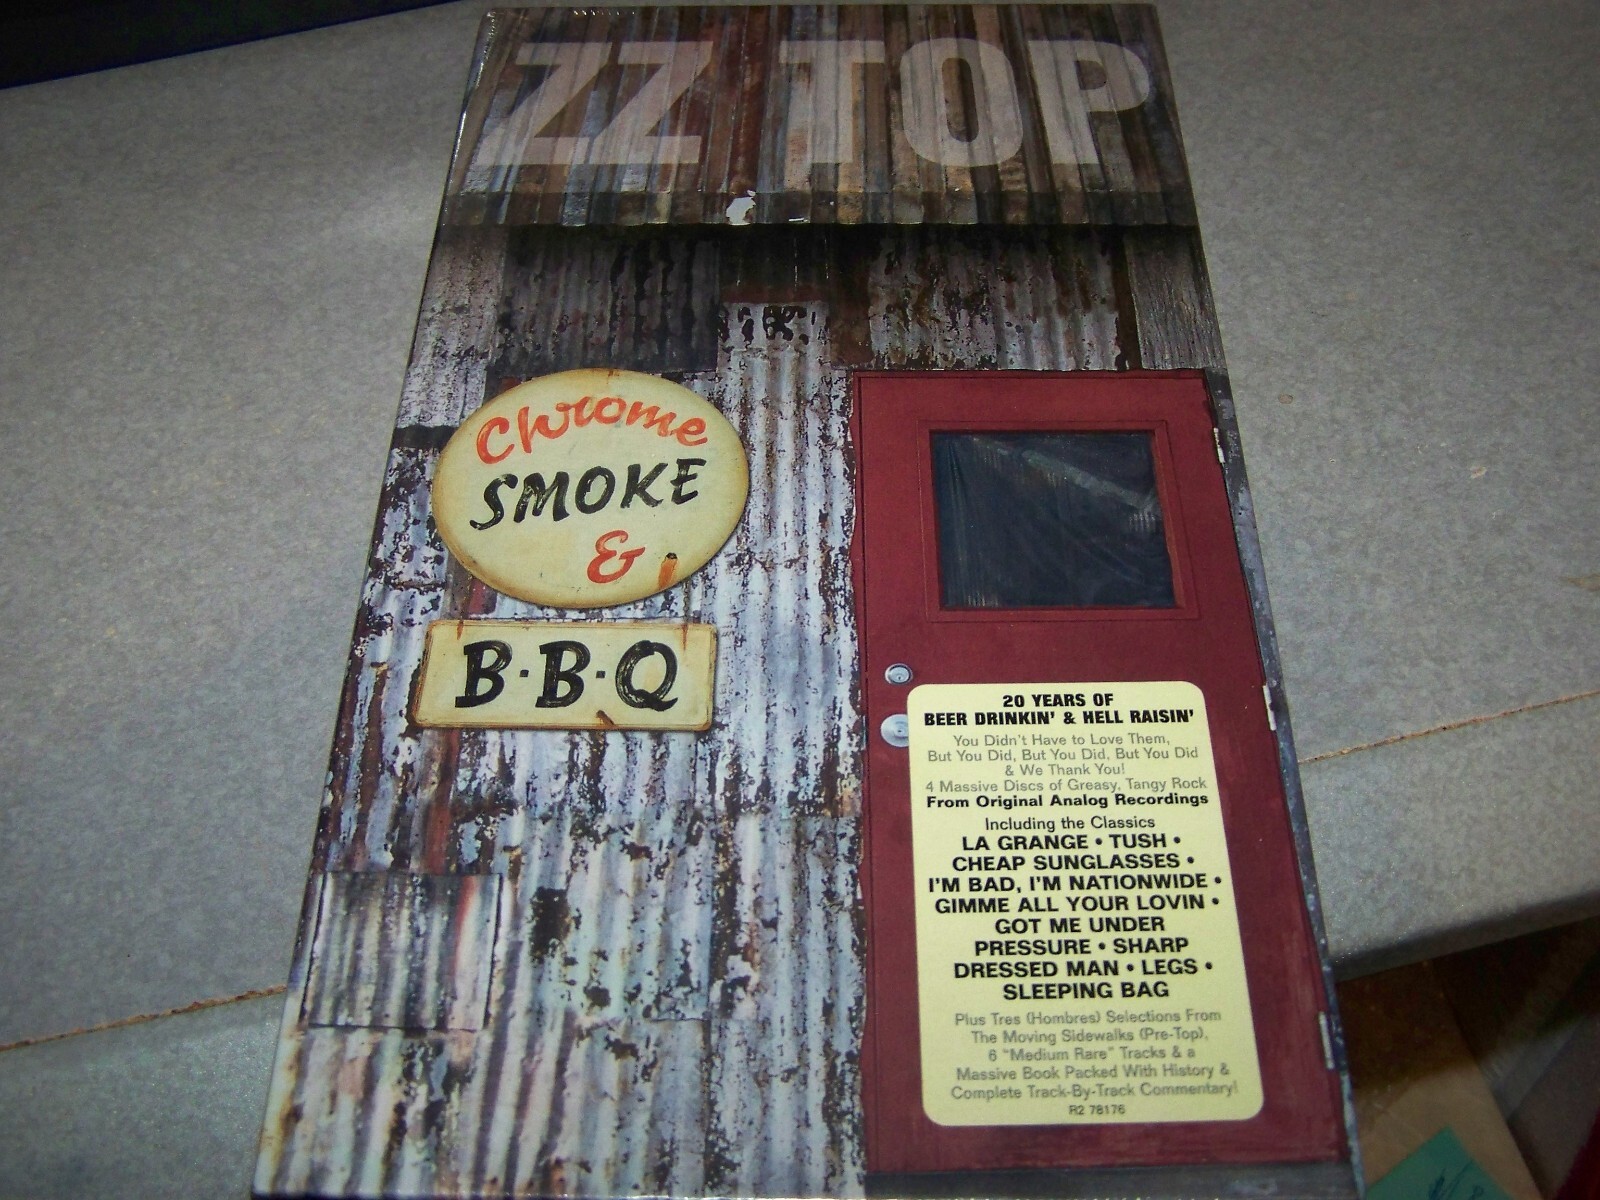 ZZ TOP
Chrome
SMOKE
&
B·B·Q
20 YEARS OF
BEER DRINKIN' & HELL RAISIN'
You Didn't Have to Love Them,
But You Did, But You Did, But You Did
& We Thank You!
4 Massive Discs of Greasy, Tangy Rock
From Original Analog Recordings
Including the Classics
LA GRANGE • TUSH •
CHEAP SUNGLASSES •
I'M BAD, I'M NATIONWIDE •
GIMME ALL YOUR LOVIN •
GOT ME UNDER
PRESSURE • SHARP
DRESSED MAN • LEGS •
SLEEPING BAG
Plus Tres (Hombres) Selections From
The Moving Sidewalks (Pre-Top),
6 "Medium Rare" Tracks & a
Massive Book Packed With History &
Complete Track-By-Track Commentary!
R2 78176